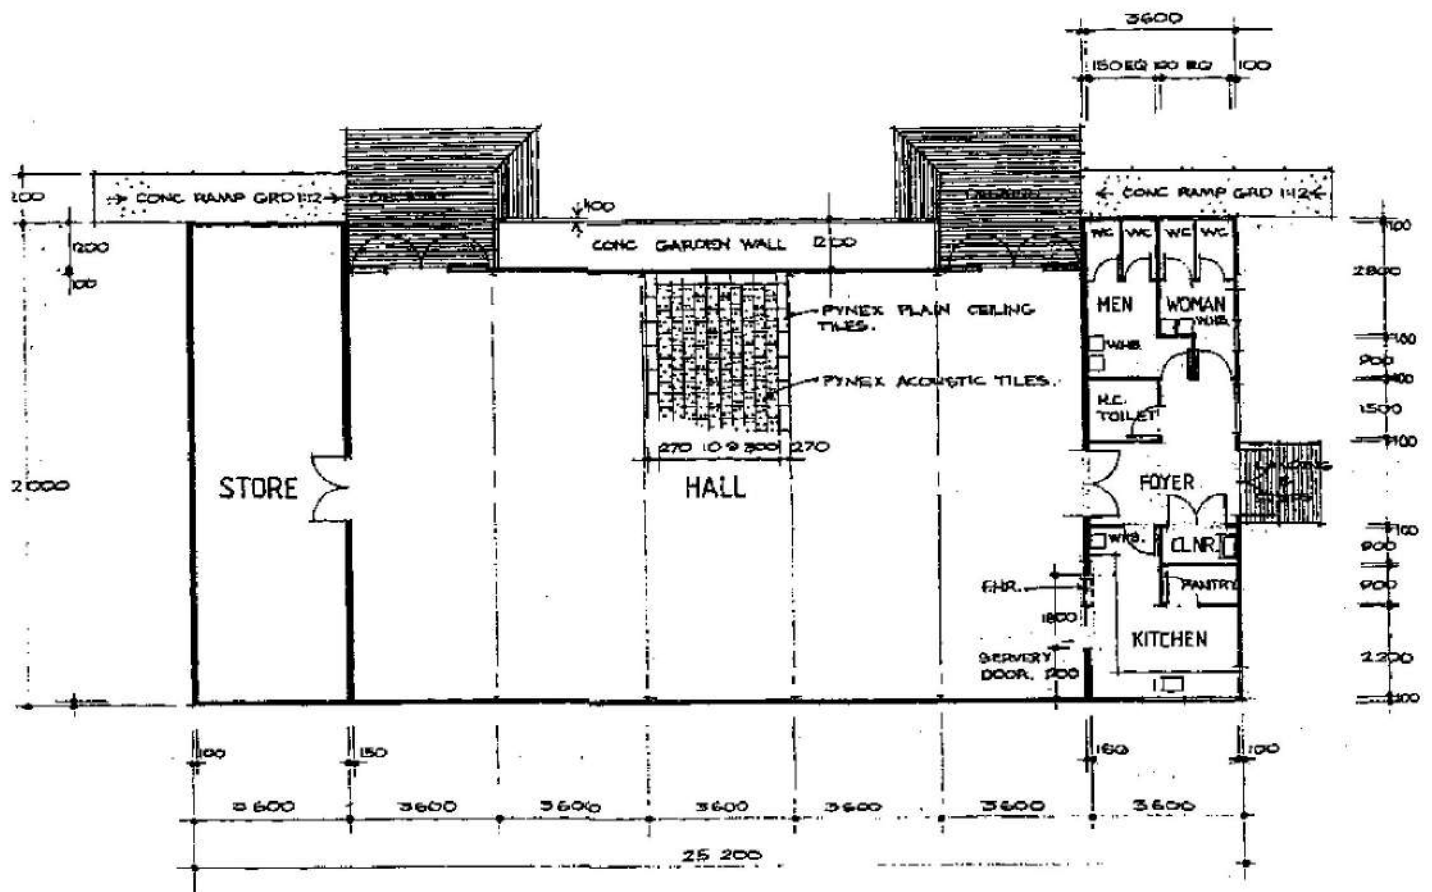 3600
150 EQ 100 EQ 100
CONC RAMP GRD 1:12
CONC RAMP GRD 1:12
100
CONC GARDEN WALL 1200
1200
100
WC WC WC WC
100
2800
MEN WOMAN
WHB.
WHB.
PYNEX PLAIN CEILING
TILES.
PYNEX ACOUSTIC TILES.
100
900
100
H.C.
TOILET
1500
100
270 10 @ 300 270
STORE
HALL
FOYER
LANDING
2000
WHB.
CLNR.
100
900
F.H.R.
PANTRY
900
1800
KITCHEN
SERVERY
DOOR. 1200
2200
100
100
150
150
100
3600 3600 3600 3600 3600 3600 3600
25 200